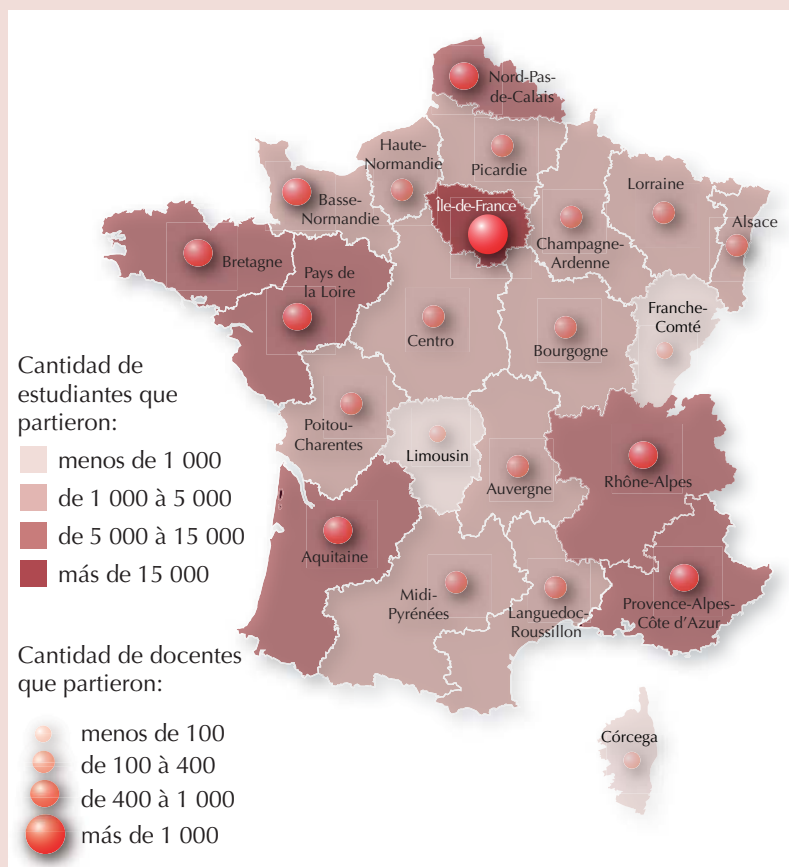 Nord-Pas-
de-Calais
Haute-
Normandie
Picardie
Lorraine
Basse-
Normandie
Île-de-France
Alsace
Champagne-
Ardenne
Bretagne
Pays de
la Loire
Franche-
Comté
Centro
Bourgogne
Cantidad de
estudiantes que
partieron:
menos de 1 000
de 1 000 à 5 000
de 5 000 à 15 000
más de 15 000
Poitou-
Charentes
Limousin
Auvergne
Rhône-Alpes
Aquitaine
Midi-
Pyrénées
Languedoc-
Roussillon
Provence-Alpes-
Côte d'Azur
Cantidad de docentes
que partieron:
menos de 100
de 100 à 400
de 400 à 1 000
más de 1 000
Córcega